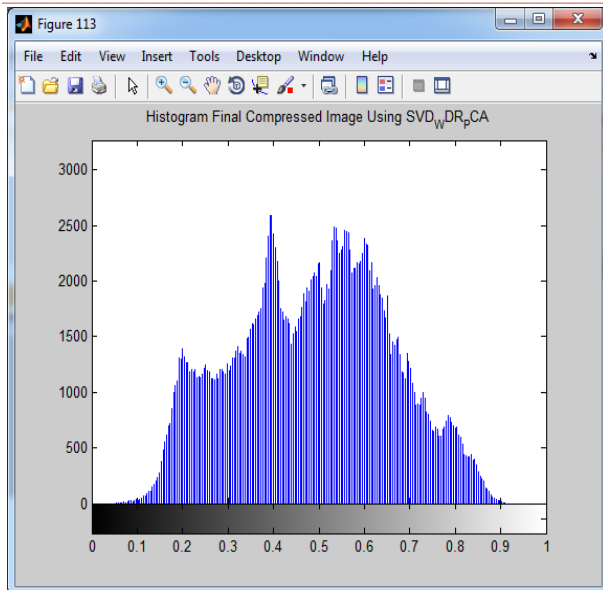 Figure 113
File Edit View Insert Tools Desktop Window Help
Histogram Final Compressed Image Using SVD_WDR_PCA
3000
2500
2000
1500
1000
500
0
0 0.1 0.2 0.3 0.4 0.5 0.6 0.7 0.8 0.9 1